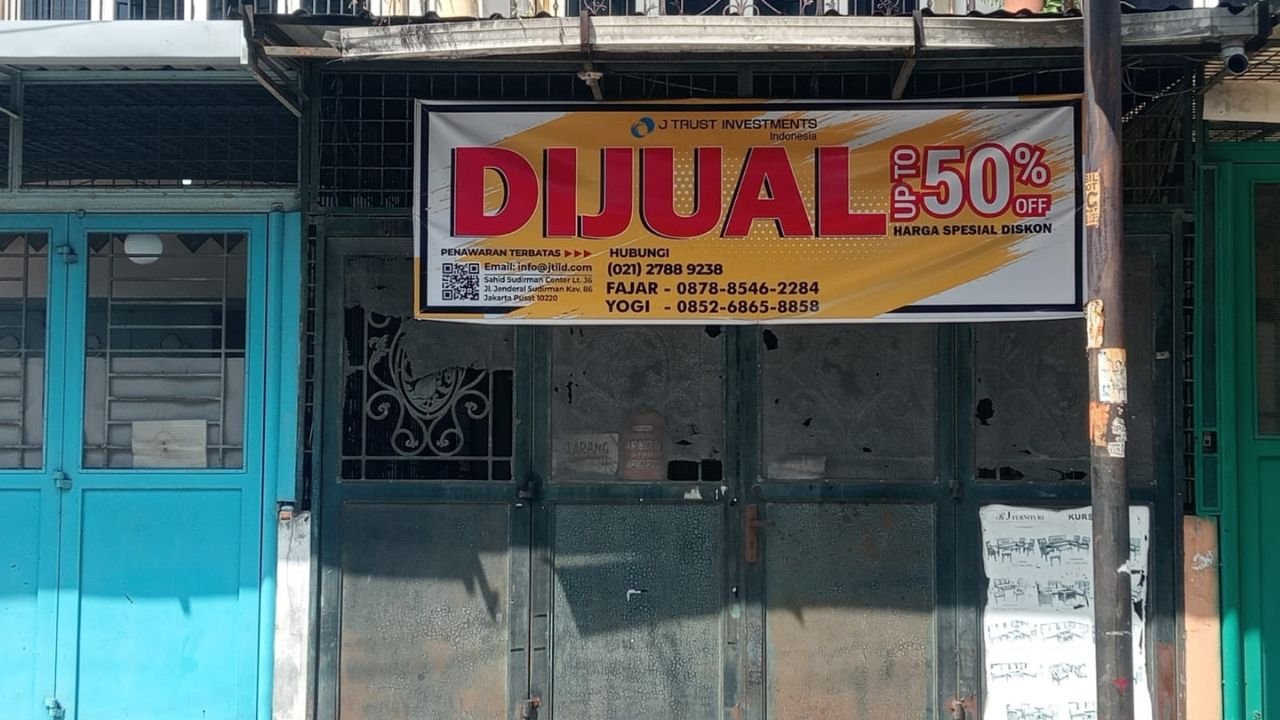 J TRUST INVESTMENTS
Indonesia
DIJUAL
UP TO
50%
OFF
HARGA SPESIAL DISKON
PENAWARAN TERBATAS
Email: info@jtiid.com
Sahid Sudirman Center Lt. 36
Jl. Jenderal Sudirman Kav. 86
Jakarta Pusat 10220
HUBUNGI
(021) 2788 9238
FAJAR - 0878-8546-2284
YOGI - 0852-6865-8858
FURNITURE